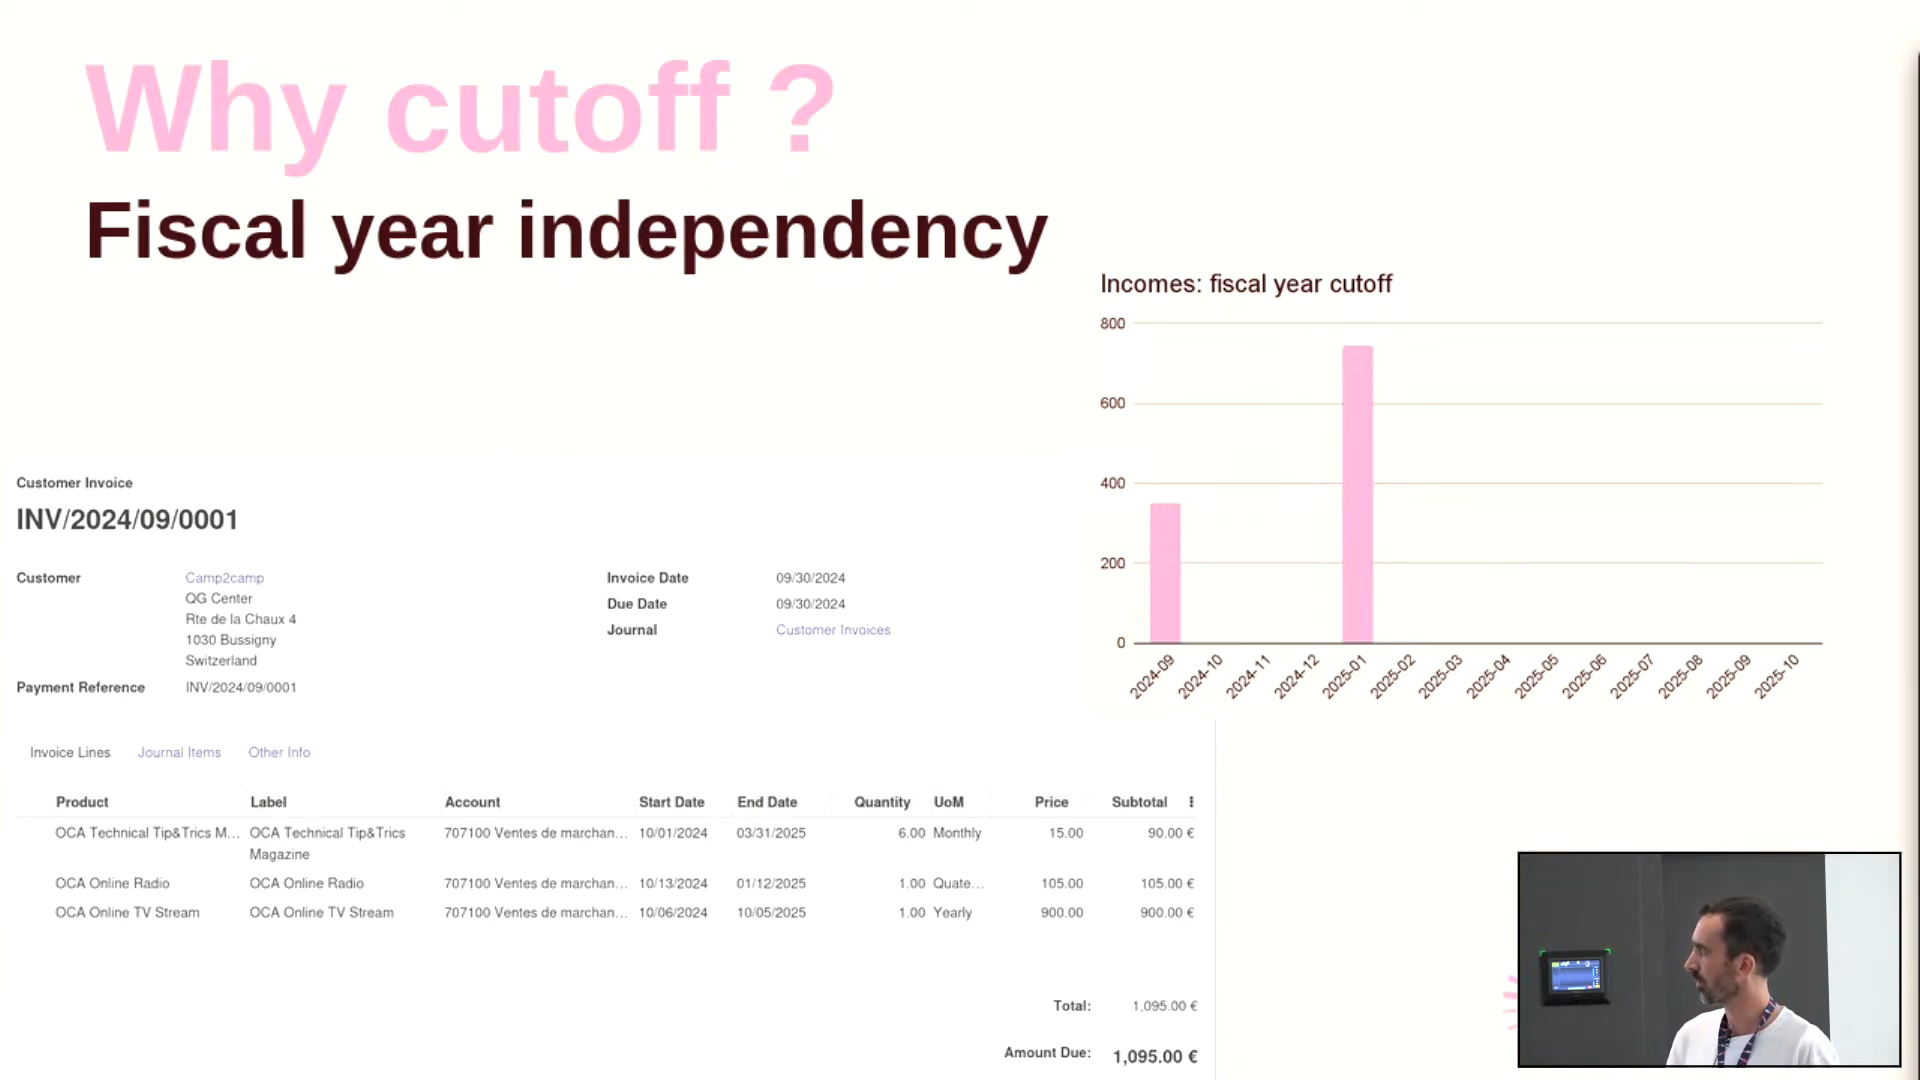 Why cutoff ?
Fiscal year independency
Incomes: fiscal year cutoff
800
600
400
200
0
2024-09 2024-10 2024-11 2024-12 2025-01 2025-02 2025-03 2025-04 2025-05 2025-06 2025-07 2025-08 2025-09 2025-10
Customer Invoice
INV/2024/09/0001
Customer Camp2camp
QG Center
Rte de la Chaux 4
1030 Bussigny
Switzerland
Payment Reference INV/2024/09/0001
Invoice Date 09/30/2024
Due Date 09/30/2024
Journal Customer Invoices
Invoice Lines Journal Items Other Info
Product Label Account Start Date End Date Quantity UoM Price Subtotal
OCA Technical Tip&Trics M... OCA Technical Tip&Trics 707100 Ventes de marchan... 10/01/2024 03/31/2025 6.00 Monthly 15.00 90.00 €
Magazine
OCA Online Radio OCA Online Radio 707100 Ventes de marchan... 10/13/2024 01/12/2025 1.00 Quate... 105.00 105.00 €
OCA Online TV Stream OCA Online TV Stream 707100 Ventes de marchan... 10/06/2024 10/05/2025 1.00 Yearly 900.00 900.00 €
Total: 1,095.00 €
Amount Due: 1,095.00 €